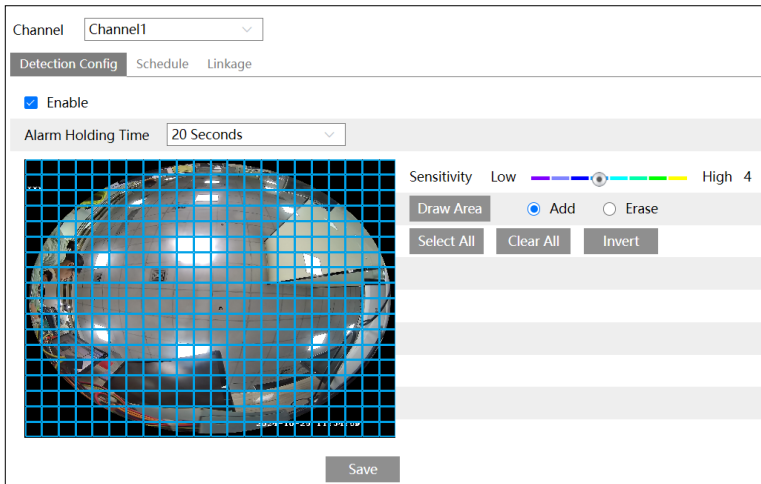 Channel Channel1
Detection Config Schedule Linkage
Enable
Alarm Holding Time 20 Seconds
Sensitivity Low High 4
Draw Area Add Erase
Select All Clear All Invert
Save